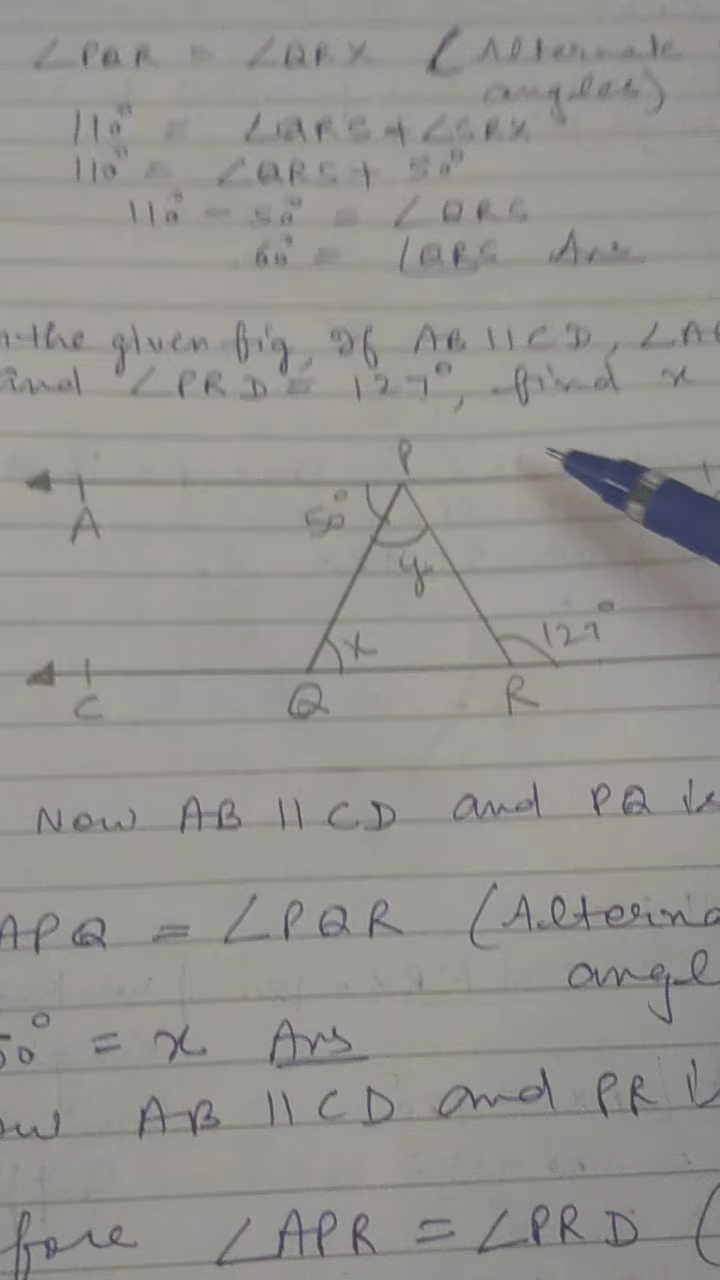 ∠PQR = ∠QRX (Alternate
angles)
110° = ∠QRS + ∠SRX
110° = ∠QRS + 50°
110° - 50° = ∠QRS
60° = ∠QRS Ans
the given fig, If AB || CD, ∠A
∠PRD = 127°, find x
P
A
50°
y
x
127°
C
Q
R
Now AB || CD and PQ is
APQ = ∠PQR (Alterna
angl
50° = x Ans
AB || CD and PR
fore ∠APR = ∠PRD (